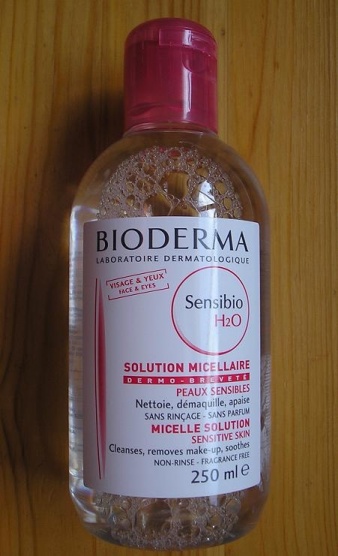 BIODERMA
LABORATOIRE DERMATOLOGIQUE
VISAGE & YEUX
FACE & EYES
Sensibio
H2O
SOLUTION MICELLAIRE
DERMO-BREVETÉ
PEAUX SENSIBLES
Nettoie, démaquille, apaise
SANS RINÇAGE - SANS PARFUM
MICELLE SOLUTION
SENSITIVE SKIN
Cleanses, removes make-up, soothes
NON-RINSE - FRAGRANCE FREE
250 ml e